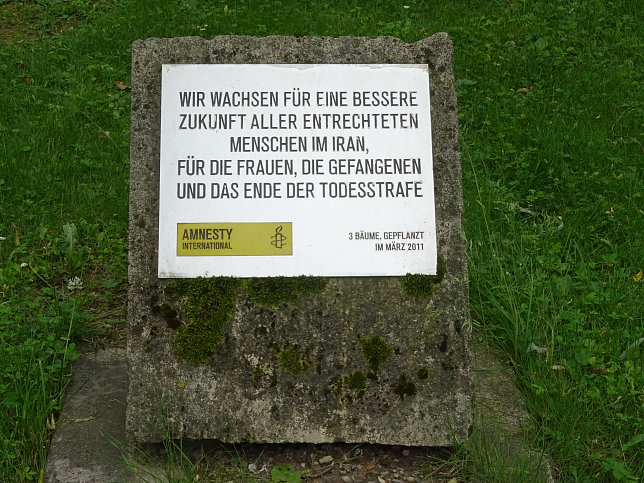 WIR WACHSEN FÜR EINE BESSERE
ZUKUNFT ALLER ENTRECHTETEN
MENSCHEN IM IRAN,
FÜR DIE FRAUEN, DIE GEFANGENEN
UND DAS ENDE DER TODESSTRAFE
AMNESTY
INTERNATIONAL
3 BÄUME, GEPFLANZT
IM MÄRZ 2011